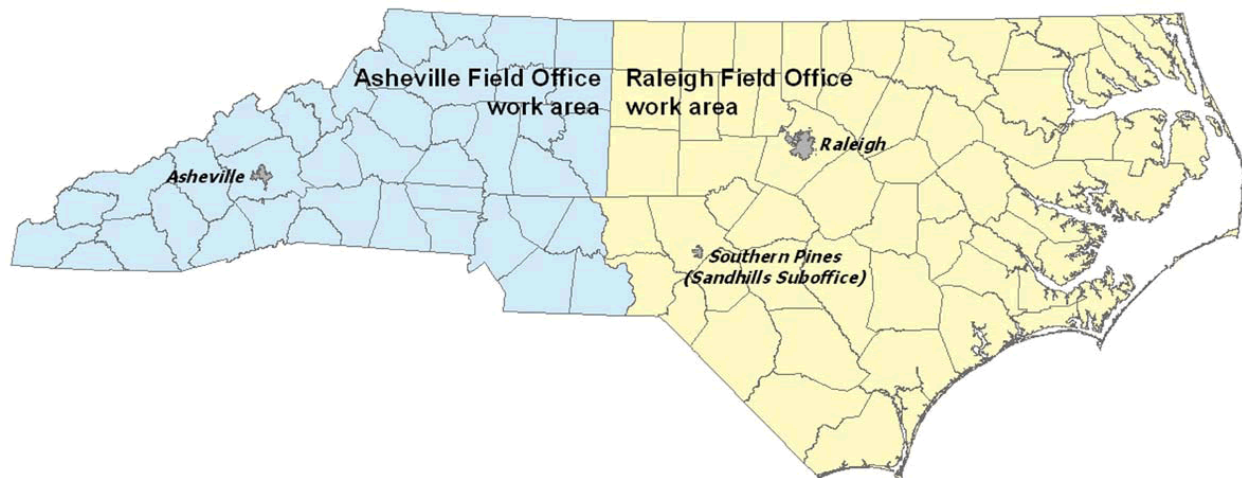 Asheville Field Office
work area
Raleigh Field Office
work area
Raleigh
Asheville
Southern Pines
(Sandhills Suboffice)